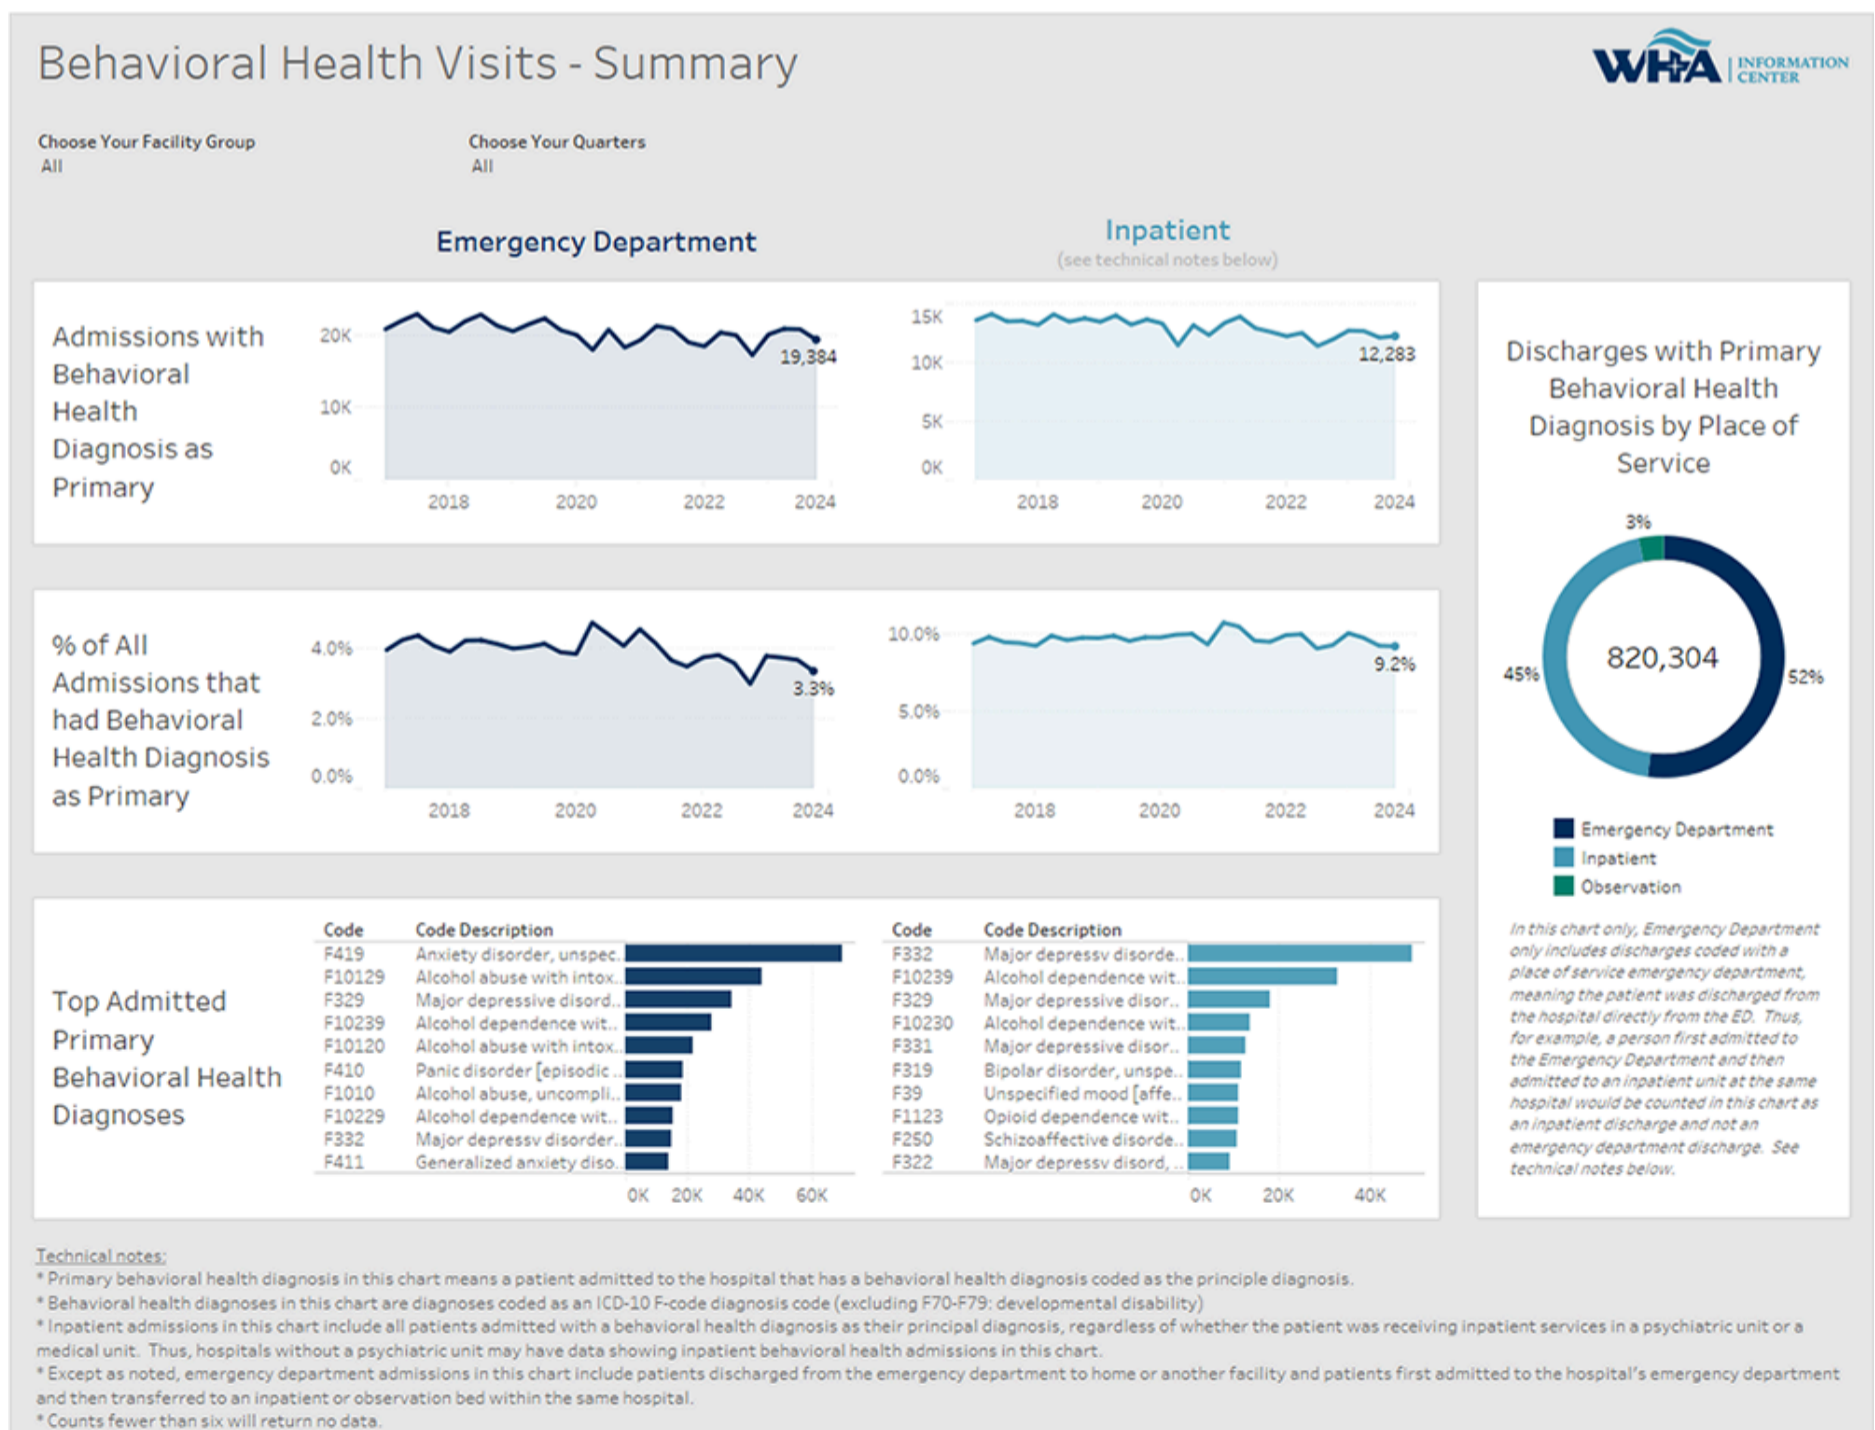 Behavioral Health Visits - Summary
WHA INFORMATION
CENTER
Choose Your Facility Group
All
Choose Your Quarters
All
Emergency Department
Inpatient
(see technical notes below)
Admissions with
Behavioral
Health
Diagnosis as
Primary
20K
10K
0K
19,384
2018 2020 2022 2024
15K
10K
5K
0K
12,283
2018 2020 2022 2024
% of All
Admissions that
had Behavioral
Health Diagnosis
as Primary
4.0%
2.0%
0.0%
3.3%
2018 2020 2022 2024
10.0%
5.0%
0.0%
9.2%
2018 2020 2022 2024
Top Admitted
Primary
Behavioral Health
Diagnoses
Code Code Description
F419 Anxiety disorder, unspec..
F10129 Alcohol abuse with intox..
F329 Major depressive disord..
F10239 Alcohol dependence wit..
F10120 Alcohol abuse with intox..
F410 Panic disorder [episodic ..
F1010 Alcohol abuse, uncompli..
F10229 Alcohol dependence wit..
F332 Major depressv disorder..
F411 Generalized anxiety diso..
0K 20K 40K 60K
Code Code Description
F332 Major depressv disorde..
F10239 Alcohol dependence wit..
F329 Major depressive disor..
F10230 Alcohol dependence wit..
F331 Major depressive disor..
F319 Bipolar disorder, unspe..
F39 Unspecified mood [affe..
F1123 Opioid dependence wit..
F250 Schizoaffective disorde..
F322 Major depressv disord, ..
0K 20K 40K
Discharges with Primary
Behavioral Health
Diagnosis by Place of
Service
3%
45%
820,304
52%
Emergency Department
Inpatient
Observation
In this chart only, Emergency Department
only includes discharges coded with a
place of service emergency department,
meaning the patient was discharged from
the hospital directly from the ED. Thus,
for example, a person first admitted to
the Emergency Department and then
admitted to an inpatient unit at the same
hospital would be counted in this chart as
an inpatient discharge and not an
emergency department discharge. See
technical notes below.
Technical notes:
* Primary behavioral health diagnosis in this chart means a patient admitted to the hospital that has a behavioral health diagnosis coded as the principle diagnosis.
* Behavioral health diagnoses in this chart are diagnoses coded as an ICD-10 F-code diagnosis code (excluding F70-F79: developmental disability)
* Inpatient admissions in this chart include all patients admitted with a behavioral health diagnosis as their principal diagnosis, regardless of whether the patient was receiving inpatient services in a psychiatric unit or a
medical unit. Thus, hospitals without a psychiatric unit may have data showing inpatient behavioral health admissions in this chart.
* Except as noted, emergency department admissions in this chart include patients discharged from the emergency department to home or another facility and patients first admitted to the hospital's emergency department
and then transferred to an inpatient or observation bed within the same hospital.
* Counts fewer than six will return no data.